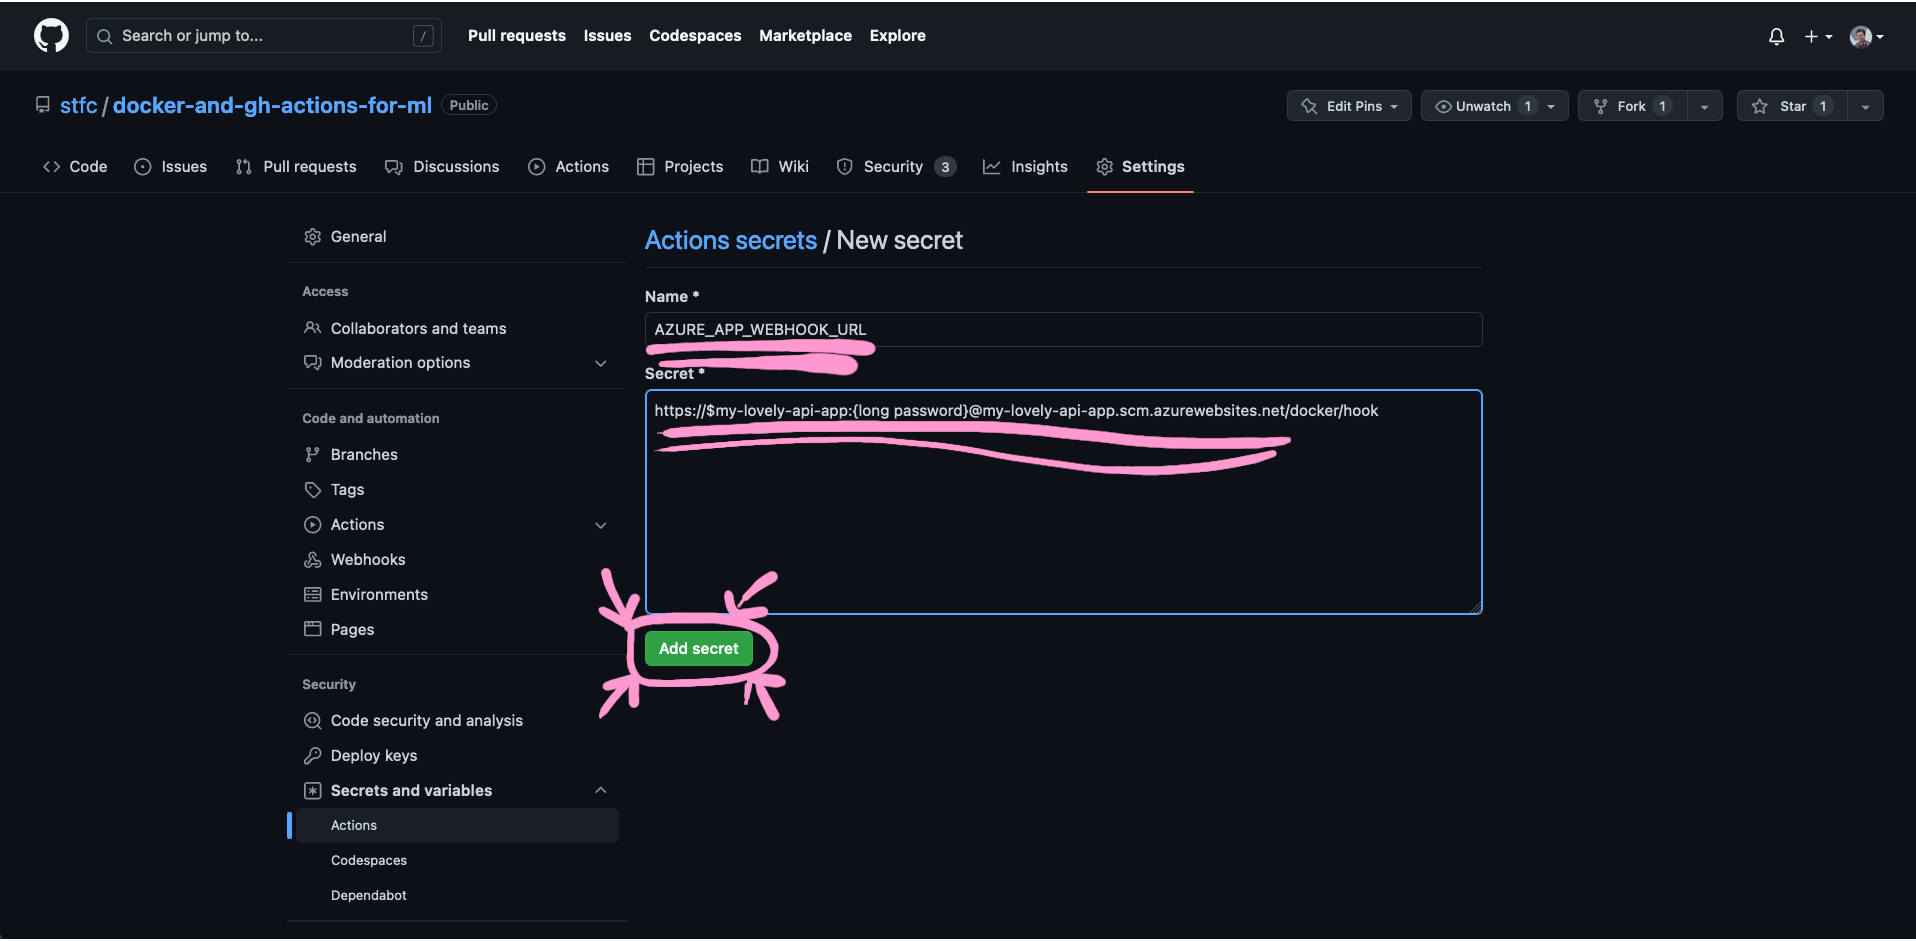 Search or jump to... /
Pull requests Issues Codespaces Marketplace Explore
stfc / docker-and-gh-actions-for-ml Public
Edit Pins Unwatch 1 Fork 1 Star 1
Code Issues Pull requests Discussions Actions Projects Wiki Security 3 Insights Settings
General
Access
Collaborators and teams
Moderation options
Code and automation
Branches
Tags
Actions
Webhooks
Environments
Pages
Security
Code security and analysis
Deploy keys
Secrets and variables
Actions
Codespaces
Dependabot
Actions secrets / New secret
Name *
AZURE_APP_WEBHOOK_URL
Secret *
https://$my-lovely-api-app:{long password}@my-lovely-api-app.scm.azurewebsites.net/docker/hook
Add secret